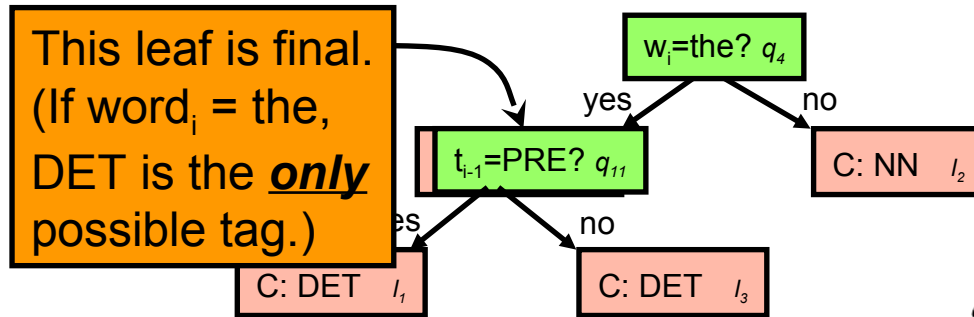 This leaf is final.
(If wordᵢ = the,
DET is the only
possible tag.)
wᵢ=the? q₄
yes
no
tᵢ₋₁=PRE? q₁₁
C: NN l₂
es
no
C: DET l₁
C: DET l₃